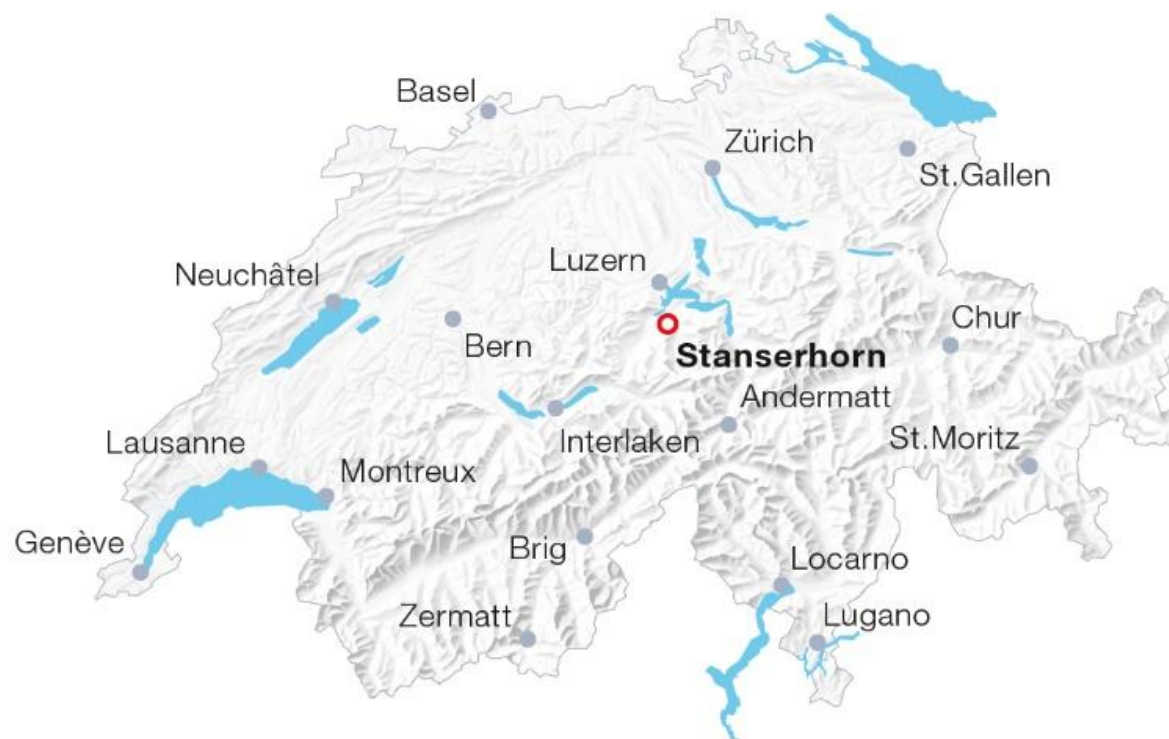 Basel
Zürich
St.Gallen
Luzern
Neuchâtel
Chur
Bern
Stanserhorn
Andermatt
Interlaken
St.Moritz
Lausanne
Montreux
Genève
Brig
Locarno
Zermatt
Lugano